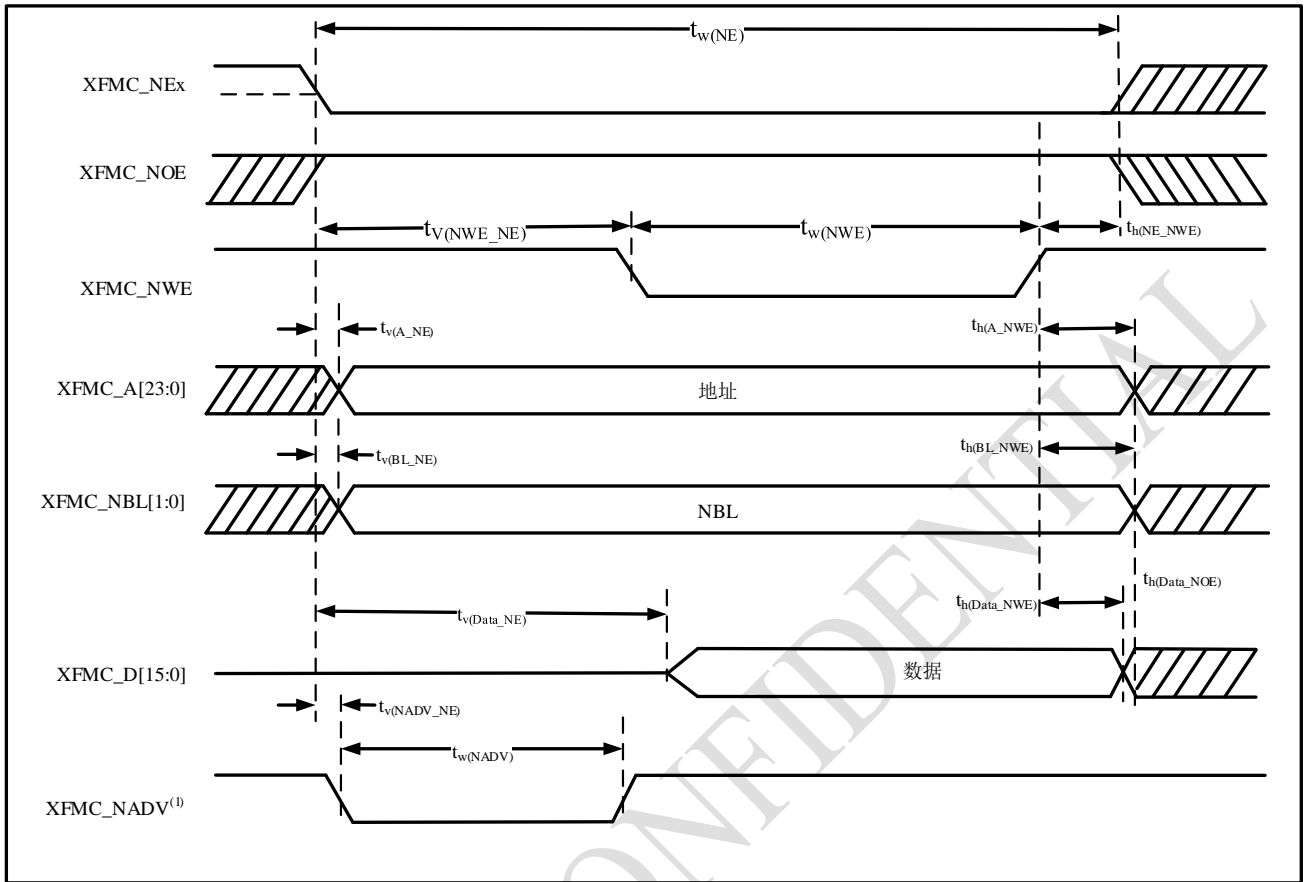 tw(NE)
XFMC_NEx
XFMC_NOE
tV(NWE_NE)
tw(NWE)
th(NE_NWE)
XFMC_NWE
tv(A_NE)
th(A_NWE)
XFMC_A[23:0]
地址
tv(BL_NE)
th(BL_NWE)
XFMC_NBL[1:0]
NBL
th(Data_NOE)
tv(Data_NE)
th(Data_NWE)
XFMC_D[15:0]
数据
tv(NADV_NE)
tw(NADV)
XFMC_NADV(1)
ONFIDENTIAL